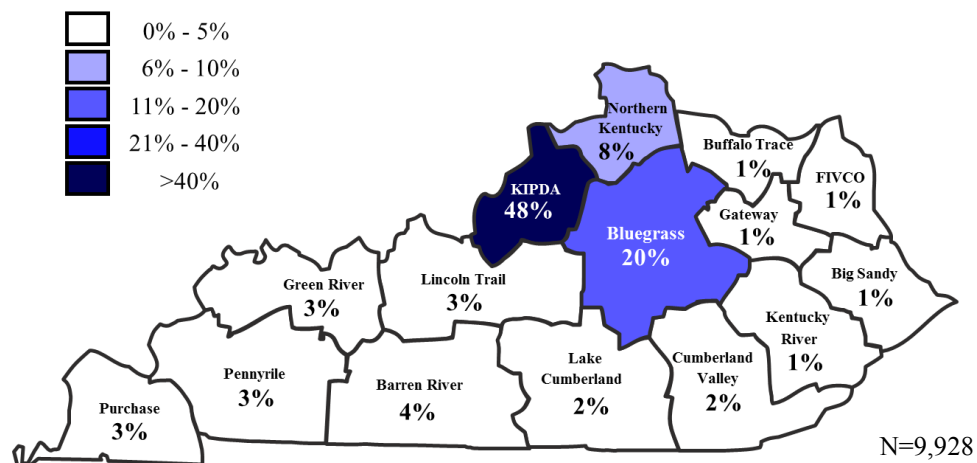 0% - 5%
6% - 10%
11% - 20%
21% - 40%
>40%
Northern
Kentucky
8%
Buffalo Trace
1%
FIVCO
1%
KIPDA
48%
Gateway
1%
Bluegrass
20%
Big Sandy
1%
Green River
3%
Lincoln Trail
3%
Kentucky
River
1%
Lake
Cumberland
2%
Cumberland
Valley
2%
Pennyrile
3%
Barren River
4%
Purchase
3%
N=9,928